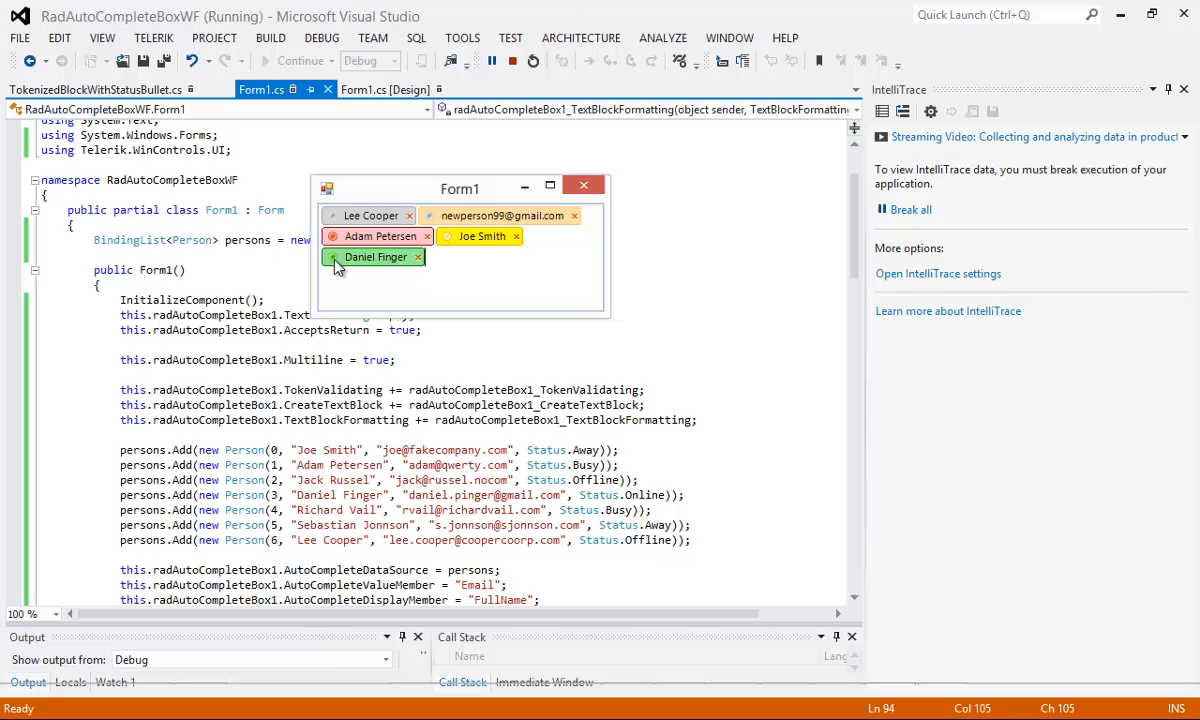 RadAutoCompleteBoxWF (Running) - Microsoft Visual Studio
Quick Launch (Ctrl+Q)
FILE EDIT VIEW TELERIK PROJECT BUILD DEBUG TEAM SQL TOOLS TEST ARCHITECTURE ANALYZE WINDOW HELP
Continue Debug
TokenizedBlockWithStatusBullet.cs Form1.cs Form1.cs [Design]
RadAutoCompleteBoxWF.Form1 radAutoCompleteBox1_TextBlockFormatting(object sender, TextBlockFormattin
using System.Text;
using System.Windows.Forms;
using Telerik.WinControls.UI;
namespace RadAutoCompleteBoxWF
{
public partial class Form1 : Form
{
BindingList<Person> persons = new
public Form1()
{
InitializeComponent();
this.radAutoCompleteBox1.Text
this.radAutoCompleteBox1.AcceptsReturn = true;
this.radAutoCompleteBox1.Multiline = true;
this.radAutoCompleteBox1.TokenValidating += radAutoCompleteBox1_TokenValidating;
this.radAutoCompleteBox1.CreateTextBlock += radAutoCompleteBox1_CreateTextBlock;
this.radAutoCompleteBox1.TextBlockFormatting += radAutoCompleteBox1_TextBlockFormatting;
persons.Add(new Person(0, "Joe Smith", "joe@fakecompany.com", Status.Away));
persons.Add(new Person(1, "Adam Petersen", "adam@qwerty.com", Status.Busy));
persons.Add(new Person(2, "Jack Russel", "jack@russel.nocom", Status.Offline));
persons.Add(new Person(3, "Daniel Finger", "daniel.pinger@gmail.com", Status.Online));
persons.Add(new Person(4, "Richard Vail", "rvail@richardvail.com", Status.Busy));
persons.Add(new Person(5, "Sebastian Jonnson", "s.jonnson@sjonnson.com", Status.Away));
persons.Add(new Person(6, "Lee Cooper", "lee.cooper@coopercoorp.com", Status.Offline));
this.radAutoCompleteBox1.AutoCompleteDataSource = persons;
this.radAutoCompleteBox1.AutoCompleteValueMember = "Email";
this.radAutoCompleteBox1.AutoCompleteDisplayMember = "FullName";
Form1
Lee Cooper newperson99@gmail.com
Adam Petersen Joe Smith
Daniel Finger
IntelliTrace
Streaming Video: Collecting and analyzing data in product
To view IntelliTrace data, you must break execution of your
application.
Break all
More options:
Open IntelliTrace settings
Learn more about IntelliTrace
100 %
Output
Show output from: Debug
Call Stack
Name Lang
Output Locals Watch 1
Call Stack Immediate Window
Ready Ln 94 Col 105 Ch 105 INS